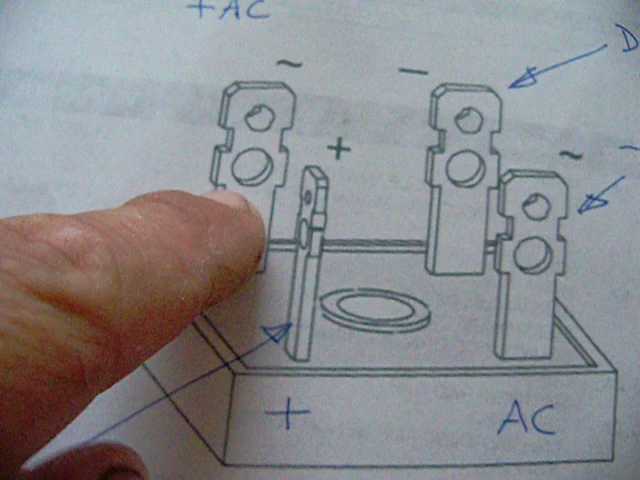 +AC
~ −
D
+
~ −
+ AC